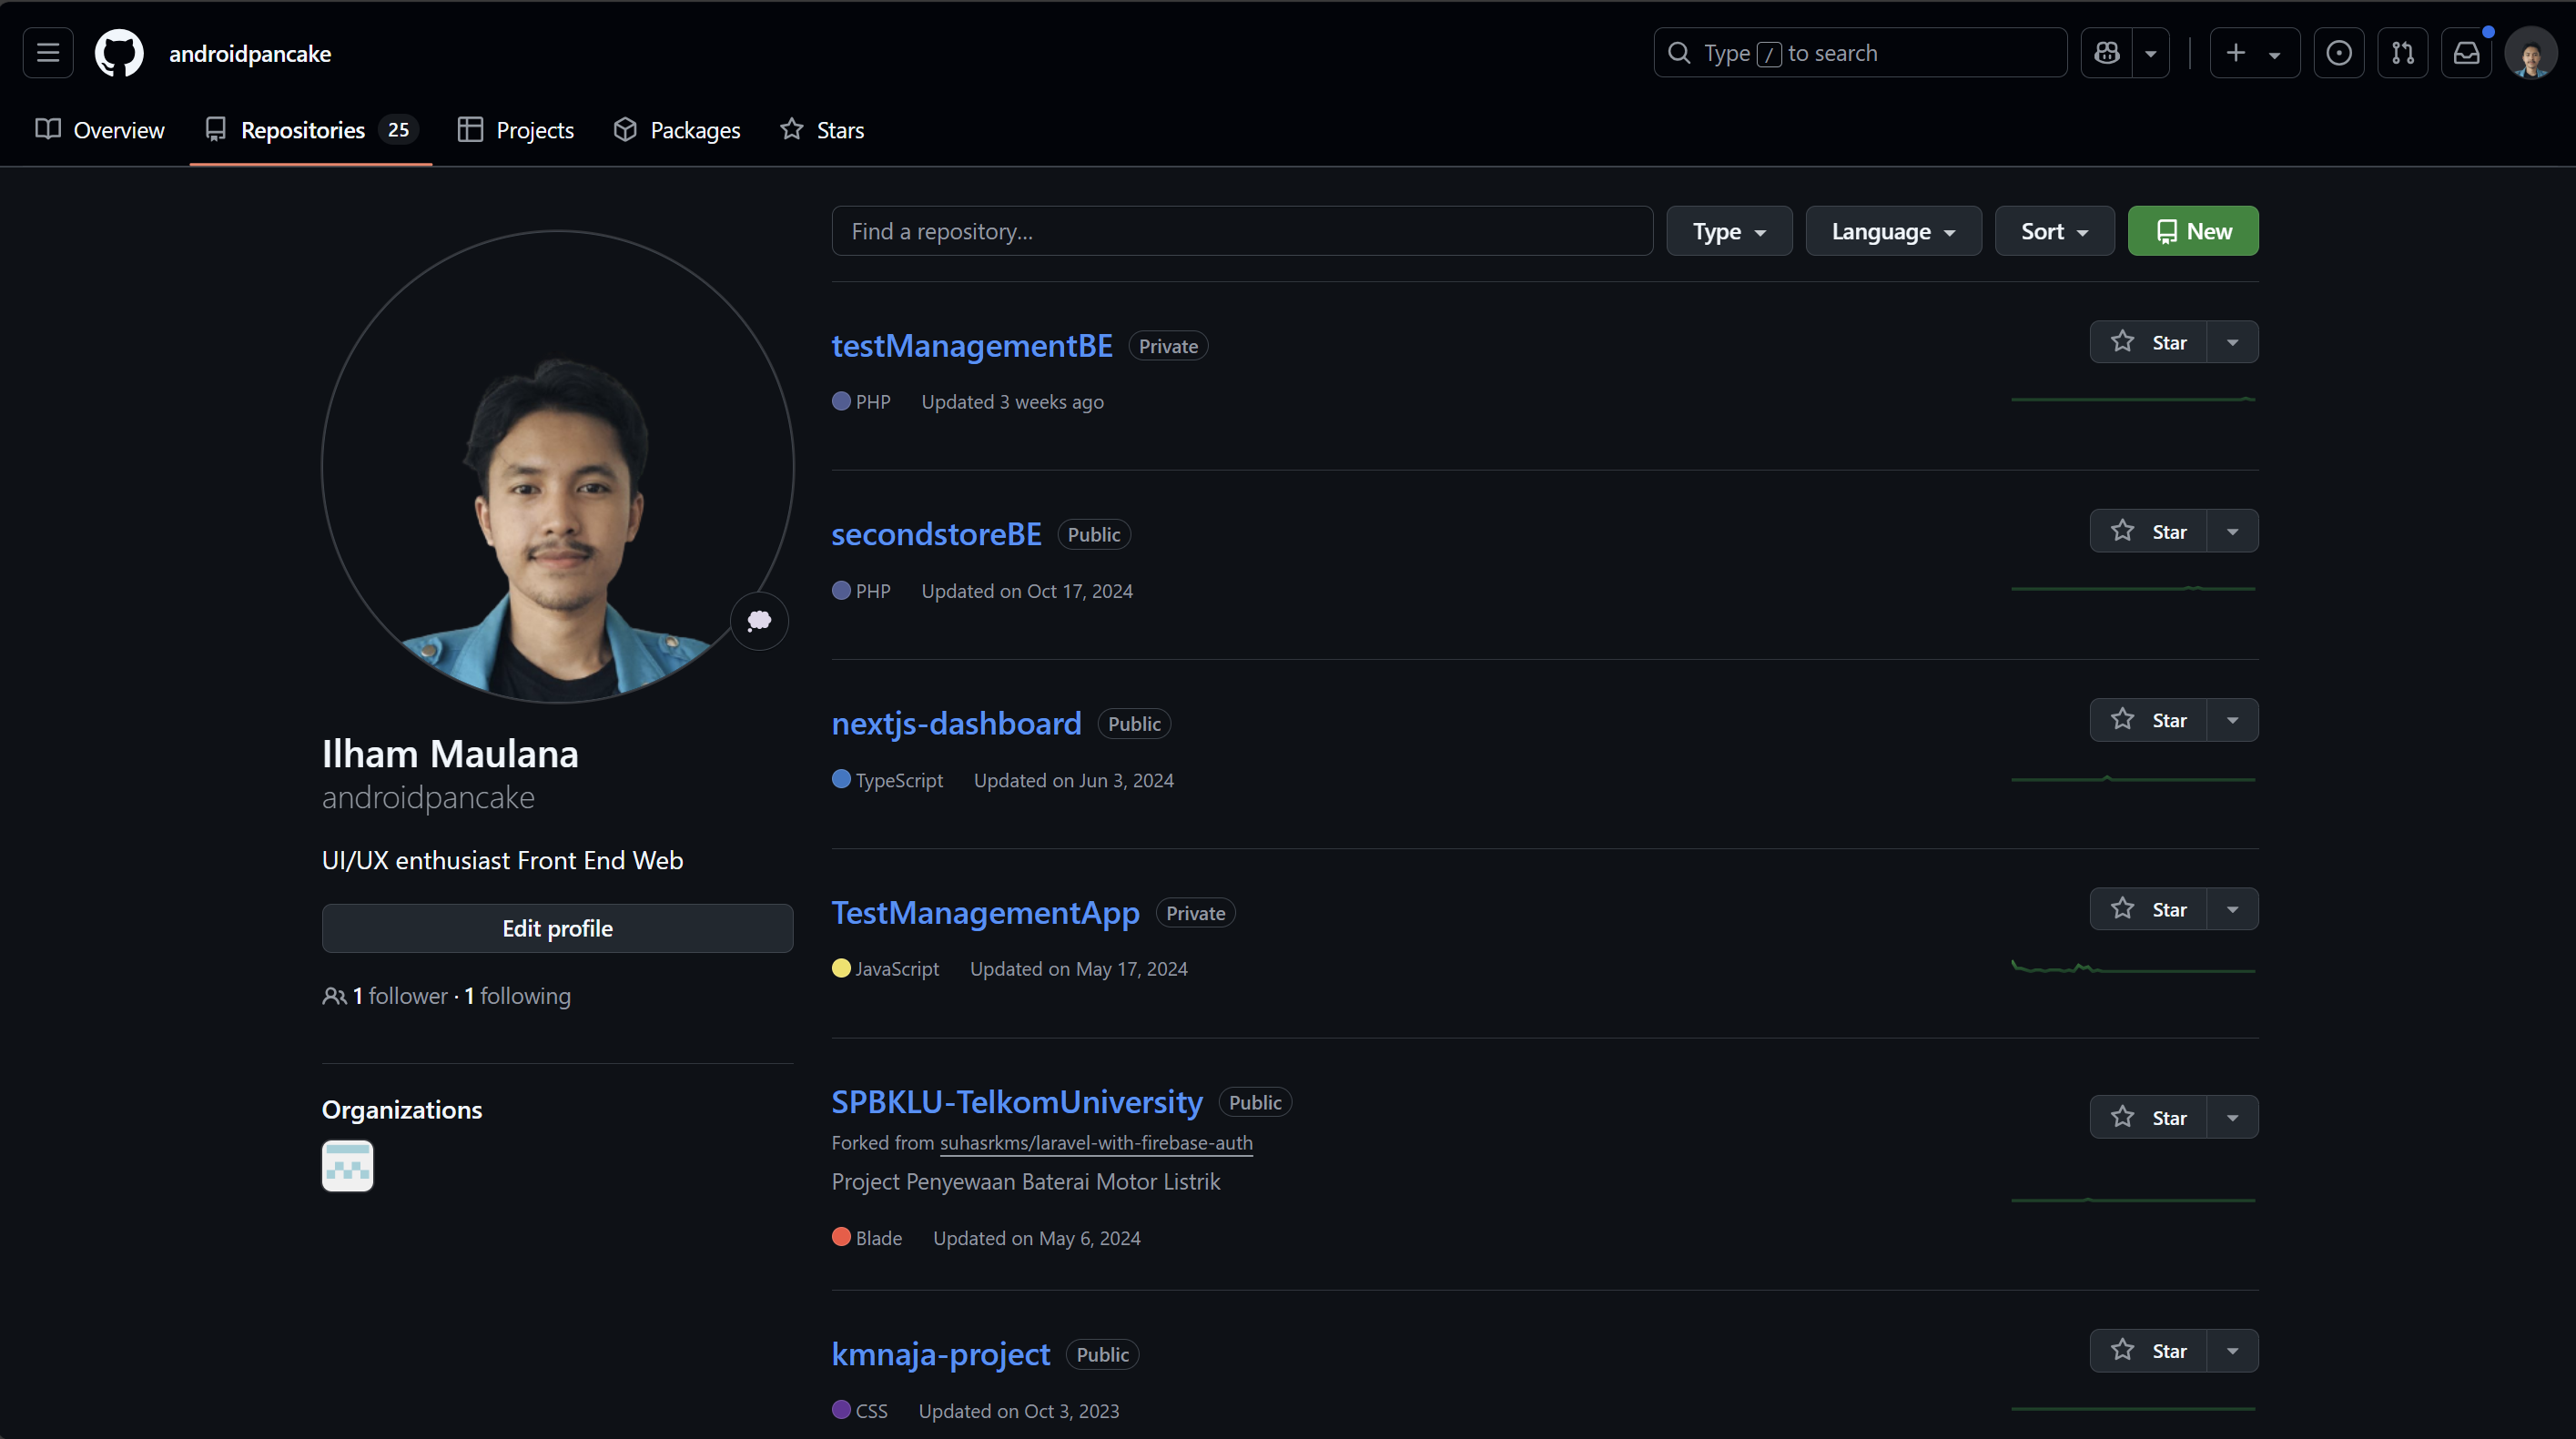 androidpancake
Type / to search
Overview
Repositories 25
Projects
Packages
Stars
Ilham Maulana
androidpancake
UI/UX enthusiast Front End Web
Edit profile
1 follower · 1 following
Organizations
Find a repository...
Type
Language
Sort
New
testManagementBE Private
Star
PHP Updated 3 weeks ago
secondstoreBE Public
Star
PHP Updated on Oct 17, 2024
nextjs-dashboard Public
Star
TypeScript Updated on Jun 3, 2024
TestManagementApp Private
Star
JavaScript Updated on May 17, 2024
SPBKLU-TelkomUniversity Public
Star
Forked from suhasrkms/laravel-with-firebase-auth
Project Penyewaan Baterai Motor Listrik
Blade Updated on May 6, 2024
kmnaja-project Public
Star
CSS Updated on Oct 3, 2023